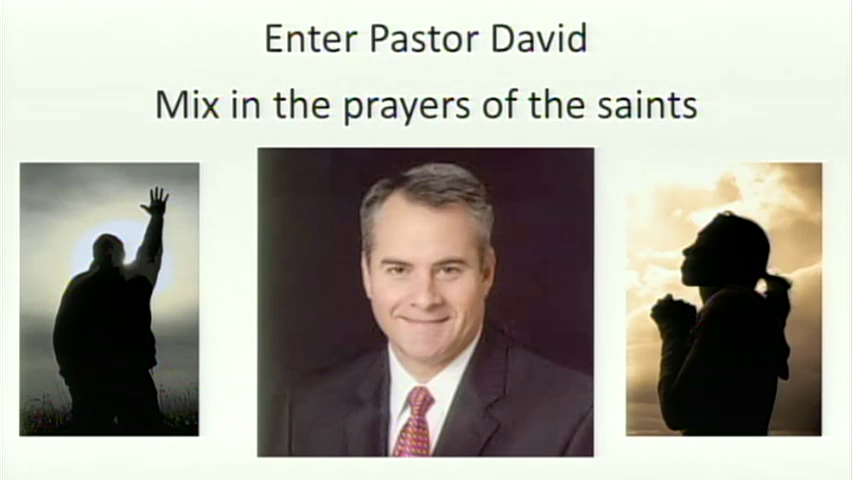 Enter Pastor David
Mix in the prayers of the saints